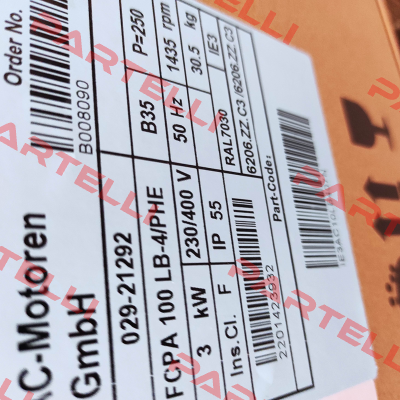 AC-Motoren
GmbH
Order No.
B008090
029-21292
FCPA 100 LB-4/PHE B35 P=250
3 kW 230/400 V 50 Hz 1435 rpm
Ins.Cl. F IP 55 IE3 30.5 kg
RAL7030
6206.ZZ.C3/6206.ZZ.C3
2201423932
Part-Code:
PARTELLI